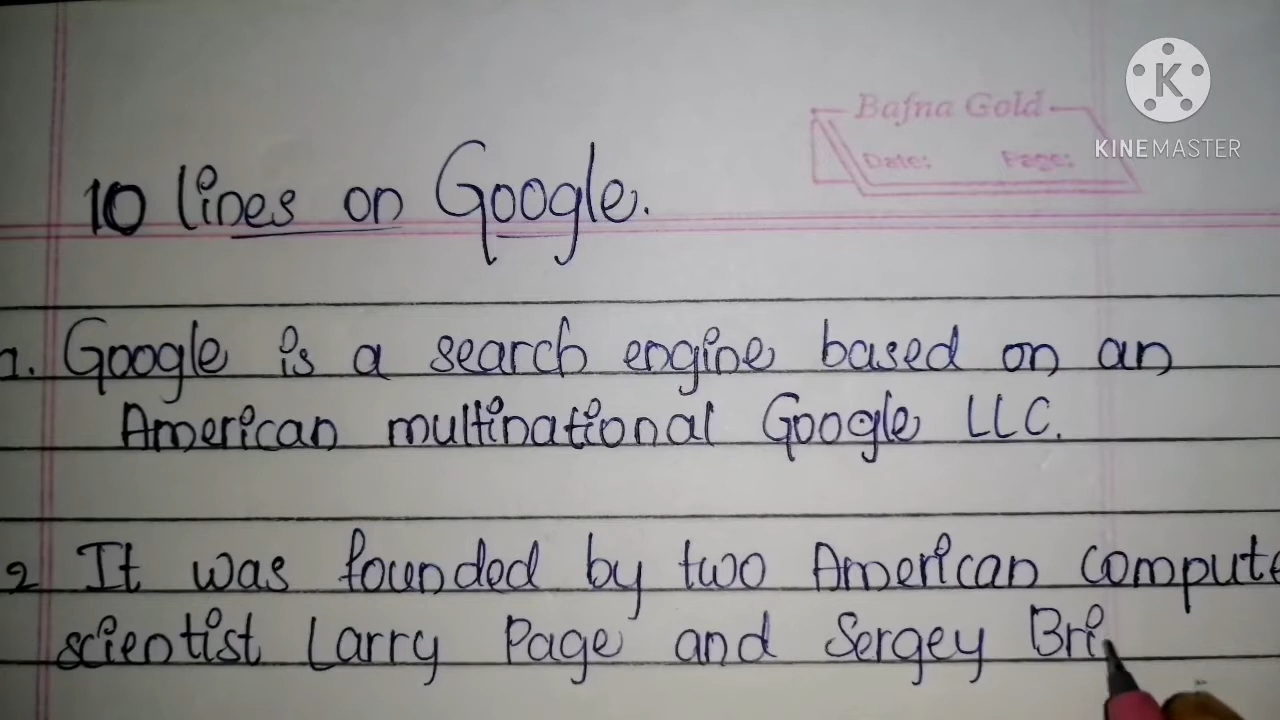 Bafna Gold
KINEMASTER
Date: Page:
10 lines on Google.
1. Google is a search engine based on an
American multinational Google LLC.
2 It was founded by two American compute
scientist Larry Page and Sergey Bri